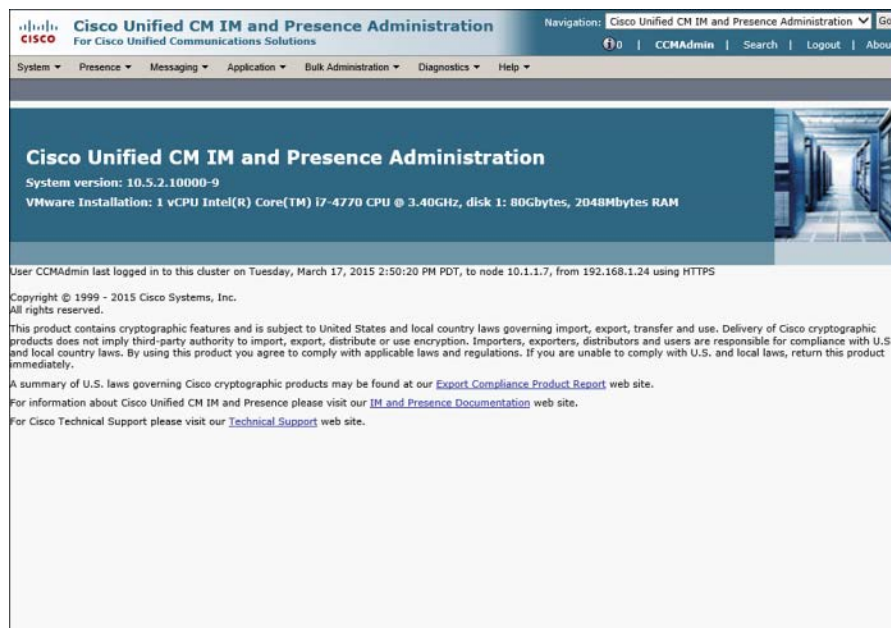 CISCO
Cisco Unified CM IM and Presence Administration
For Cisco Unified Communications Solutions
Navigation: Cisco Unified CM IM and Presence Administration Go
0 | CCMAdmin | Search | Logout | Abou
System Presence Messaging Application Bulk Administration Diagnostics Help
Cisco Unified CM IM and Presence Administration
System version: 10.5.2.10000-9
VMware Installation: 1 vCPU Intel(R) Core(TM) i7-4770 CPU @ 3.40GHz, disk 1: 80Gbytes, 2048Mbytes RAM
User CCMAdmin last logged in to this cluster on Tuesday, March 17, 2015 2:50:20 PM PDT, to node 10.1.1.7, from 192.168.1.24 using HTTPS
Copyright © 1999 - 2015 Cisco Systems, Inc.
All rights reserved.
This product contains cryptographic features and is subject to United States and local country laws governing import, export, transfer and use. Delivery of Cisco cryptographic
products does not imply third-party authority to import, export, distribute or use encryption. Importers, exporters, distributors and users are responsible for compliance with U.S
and local country laws. By using this product you agree to comply with applicable laws and regulations. If you are unable to comply with U.S. and local laws, return this product
immediately.
A summary of U.S. laws governing Cisco cryptographic products may be found at our Export Compliance Product Report web site.
For information about Cisco Unified CM IM and Presence please visit our IM and Presence Documentation web site.
For Cisco Technical Support please visit our Technical Support web site.